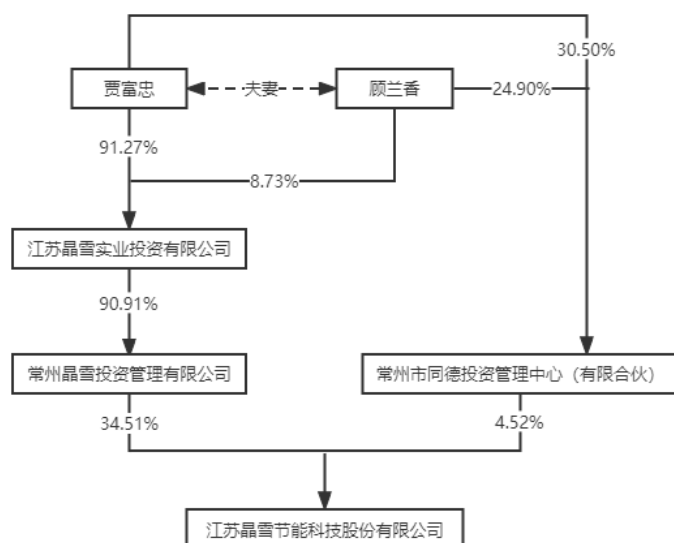 30.50%
贾富忠
夫妻
顾兰香
24.90%
91.27%
8.73%
江苏晶雪实业投资有限公司
90.91%
常州晶雪投资管理有限公司
常州市同德投资管理中心（有限合伙）
34.51%
4.52%
江苏晶雪节能科技股份有限公司